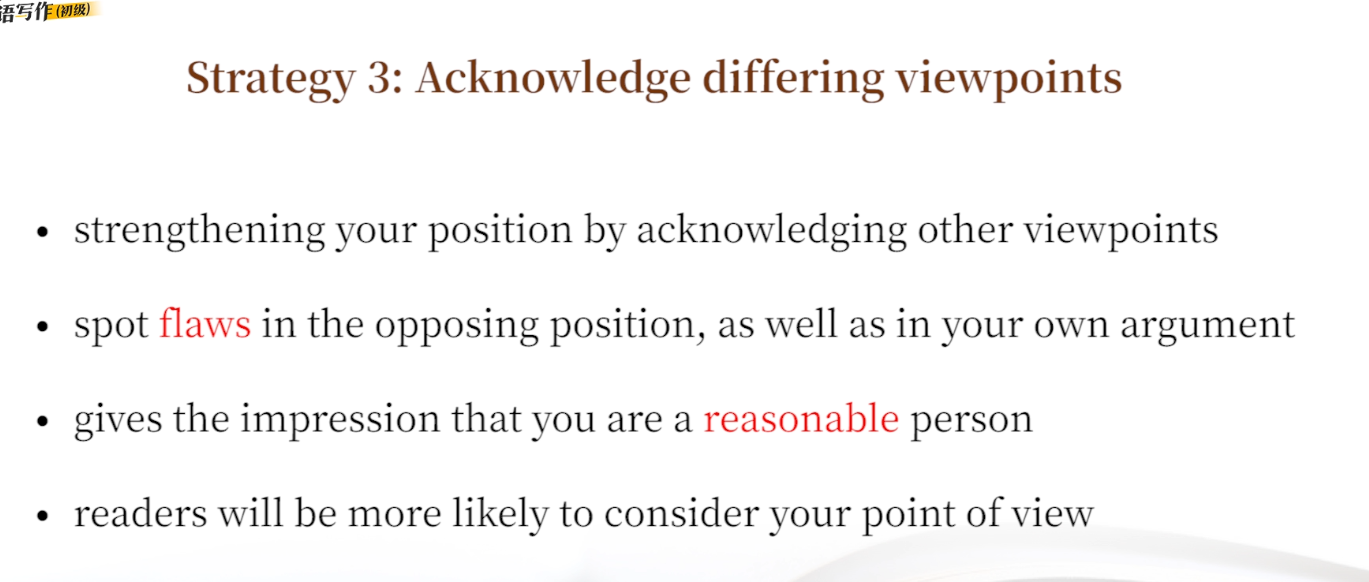 语写作(初级)
Strategy 3: Acknowledge differing viewpoints
• strengthening your position by acknowledging other viewpoints
• spot flaws in the opposing position, as well as in your own argument
• gives the impression that you are a reasonable person
• readers will be more likely to consider your point of view